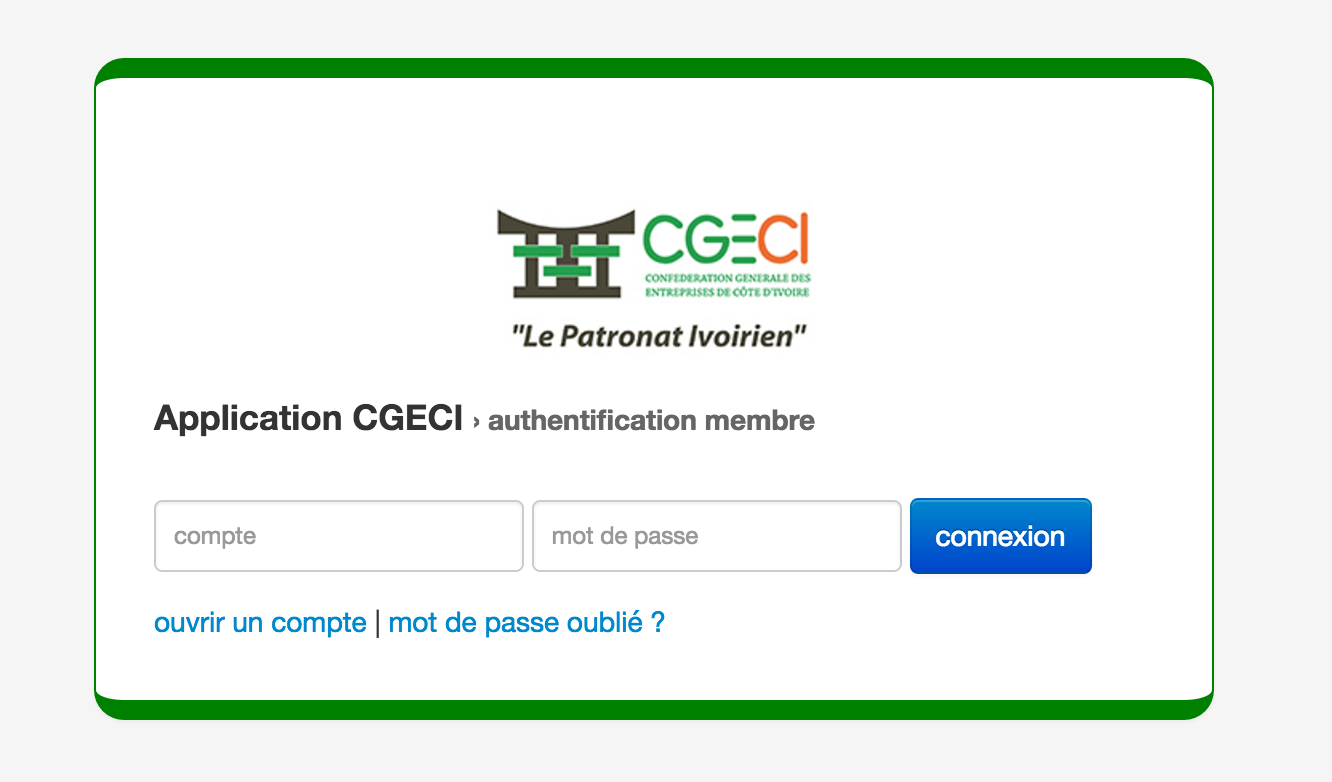 CGECI
CONFEDERATION GENERALE DES
ENTREPRISES DE CÔTE D'IVOIRE
"Le Patronat Ivoirien"
Application CGECI › authentification membre
compte mot de passe connexion
ouvrir un compte | mot de passe oublié ?